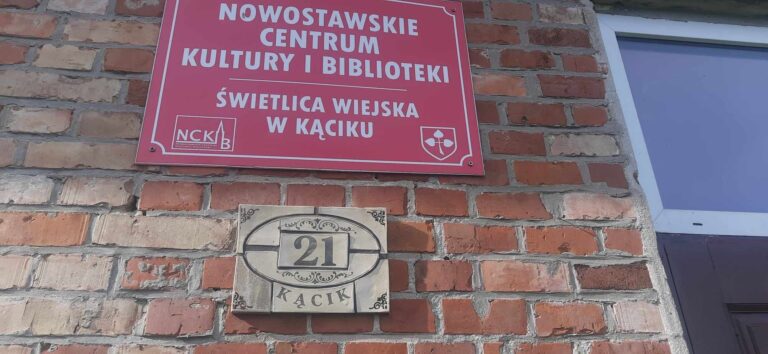 NOWOSTAWSKIE
CENTRUM
KULTURY I BIBLIOTEKI
ŚWIETLICA WIEJSKA
W KĄCIKU
NCKiB
21
KĄCIK